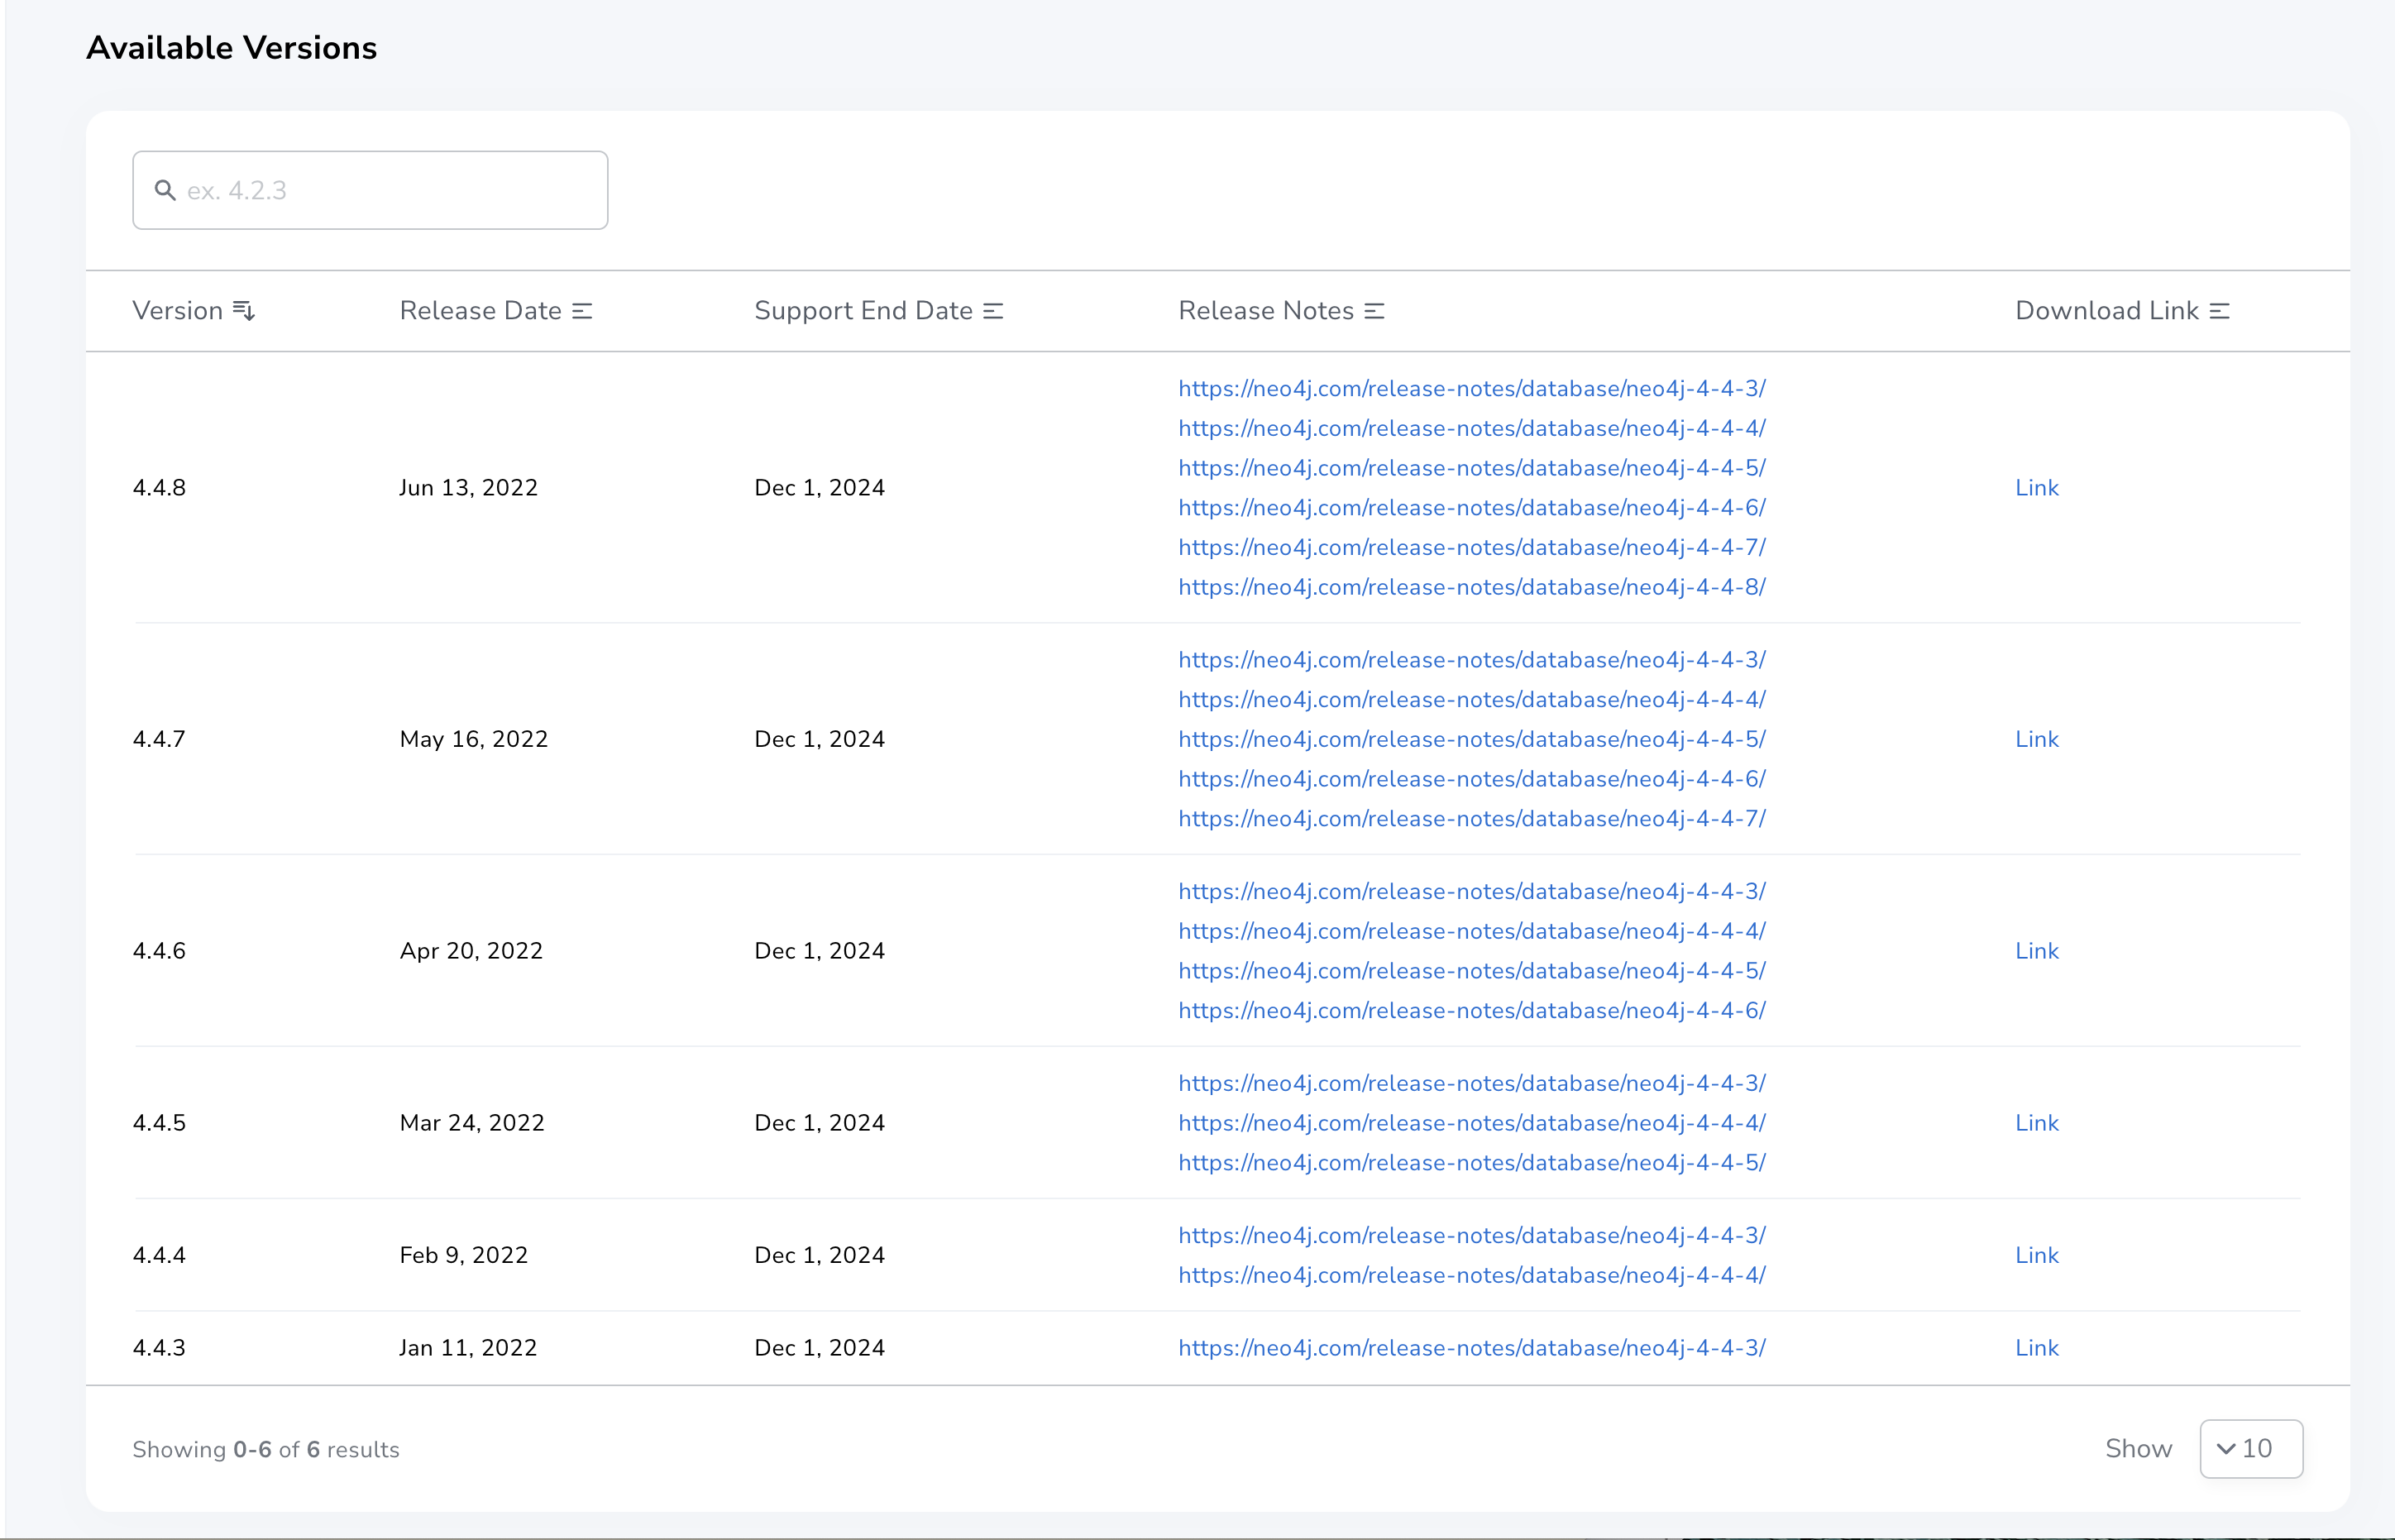 Available Versions
ex. 4.2.3
Version Release Date Support End Date Release Notes Download Link
https://neo4j.com/release-notes/database/neo4j-4-4-3/
https://neo4j.com/release-notes/database/neo4j-4-4-4/
https://neo4j.com/release-notes/database/neo4j-4-4-5/
4.4.8 Jun 13, 2022 Dec 1, 2024 Link
https://neo4j.com/release-notes/database/neo4j-4-4-6/
https://neo4j.com/release-notes/database/neo4j-4-4-7/
https://neo4j.com/release-notes/database/neo4j-4-4-8/
https://neo4j.com/release-notes/database/neo4j-4-4-3/
https://neo4j.com/release-notes/database/neo4j-4-4-4/
4.4.7 May 16, 2022 Dec 1, 2024 https://neo4j.com/release-notes/database/neo4j-4-4-5/ Link
https://neo4j.com/release-notes/database/neo4j-4-4-6/
https://neo4j.com/release-notes/database/neo4j-4-4-7/
https://neo4j.com/release-notes/database/neo4j-4-4-3/
https://neo4j.com/release-notes/database/neo4j-4-4-4/
4.4.6 Apr 20, 2022 Dec 1, 2024 Link
https://neo4j.com/release-notes/database/neo4j-4-4-5/
https://neo4j.com/release-notes/database/neo4j-4-4-6/
https://neo4j.com/release-notes/database/neo4j-4-4-3/
4.4.5 Mar 24, 2022 Dec 1, 2024 https://neo4j.com/release-notes/database/neo4j-4-4-4/ Link
https://neo4j.com/release-notes/database/neo4j-4-4-5/
https://neo4j.com/release-notes/database/neo4j-4-4-3/
4.4.4 Feb 9, 2022 Dec 1, 2024 Link
https://neo4j.com/release-notes/database/neo4j-4-4-4/
4.4.3 Jan 11, 2022 Dec 1, 2024 https://neo4j.com/release-notes/database/neo4j-4-4-3/ Link
Showing 0-6 of 6 results Show 10